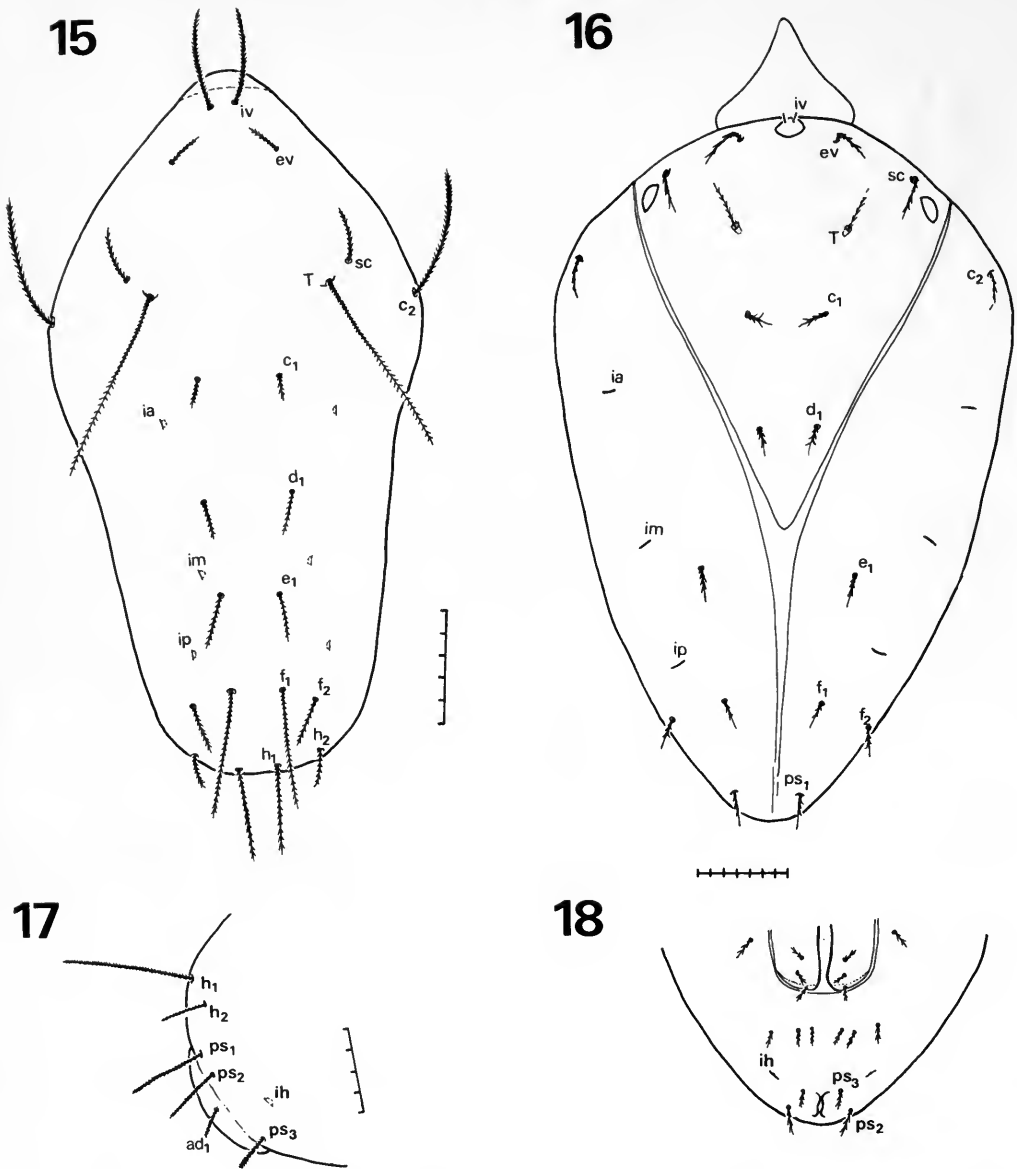 15
iv
ev
sc
T
c2
c1
ia
d1
im
e1
ip
f1
f2
h2
h1
16
iv
ev
sc
T
c2
c1
ia
d1
im
e1
ip
f1
f2
ps1
17
h1
h2
ps1
ps2
ih
ad1
ps3
18
ih
ps3
ps2